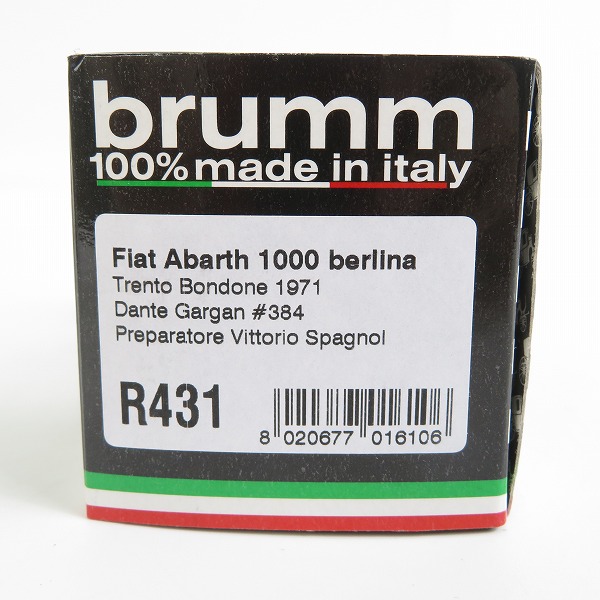 brumm
100% made in italy
Fiat Abarth 1000 berlina
Trento Bondone 1971
Dante Gargan #384
Preparatore Vittorio Spagnol
R431
8 020677 016106